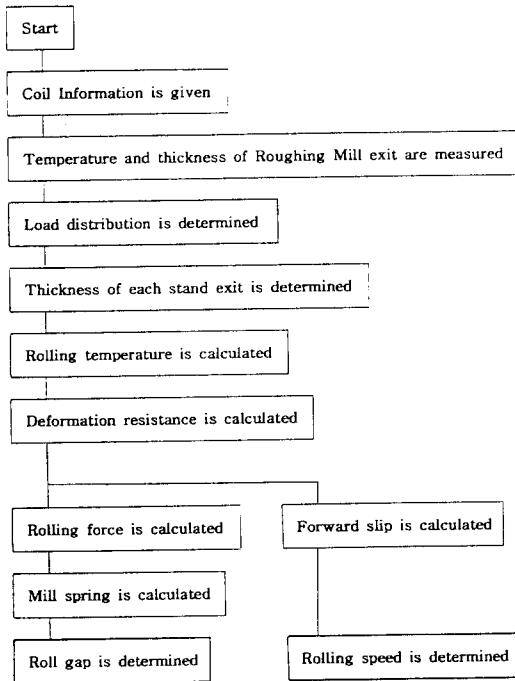 Start
Coil Information is given
Temperature and thickness of Roughing Mill exit are measured
Load distribution is determined
Thickness of each stand exit is determined
Rolling temperature is calculated
Deformation resistance is calculated
Rolling force is calculated
Forward slip is calculated
Mill spring is calculated
Roll gap is determined
Rolling speed is determined